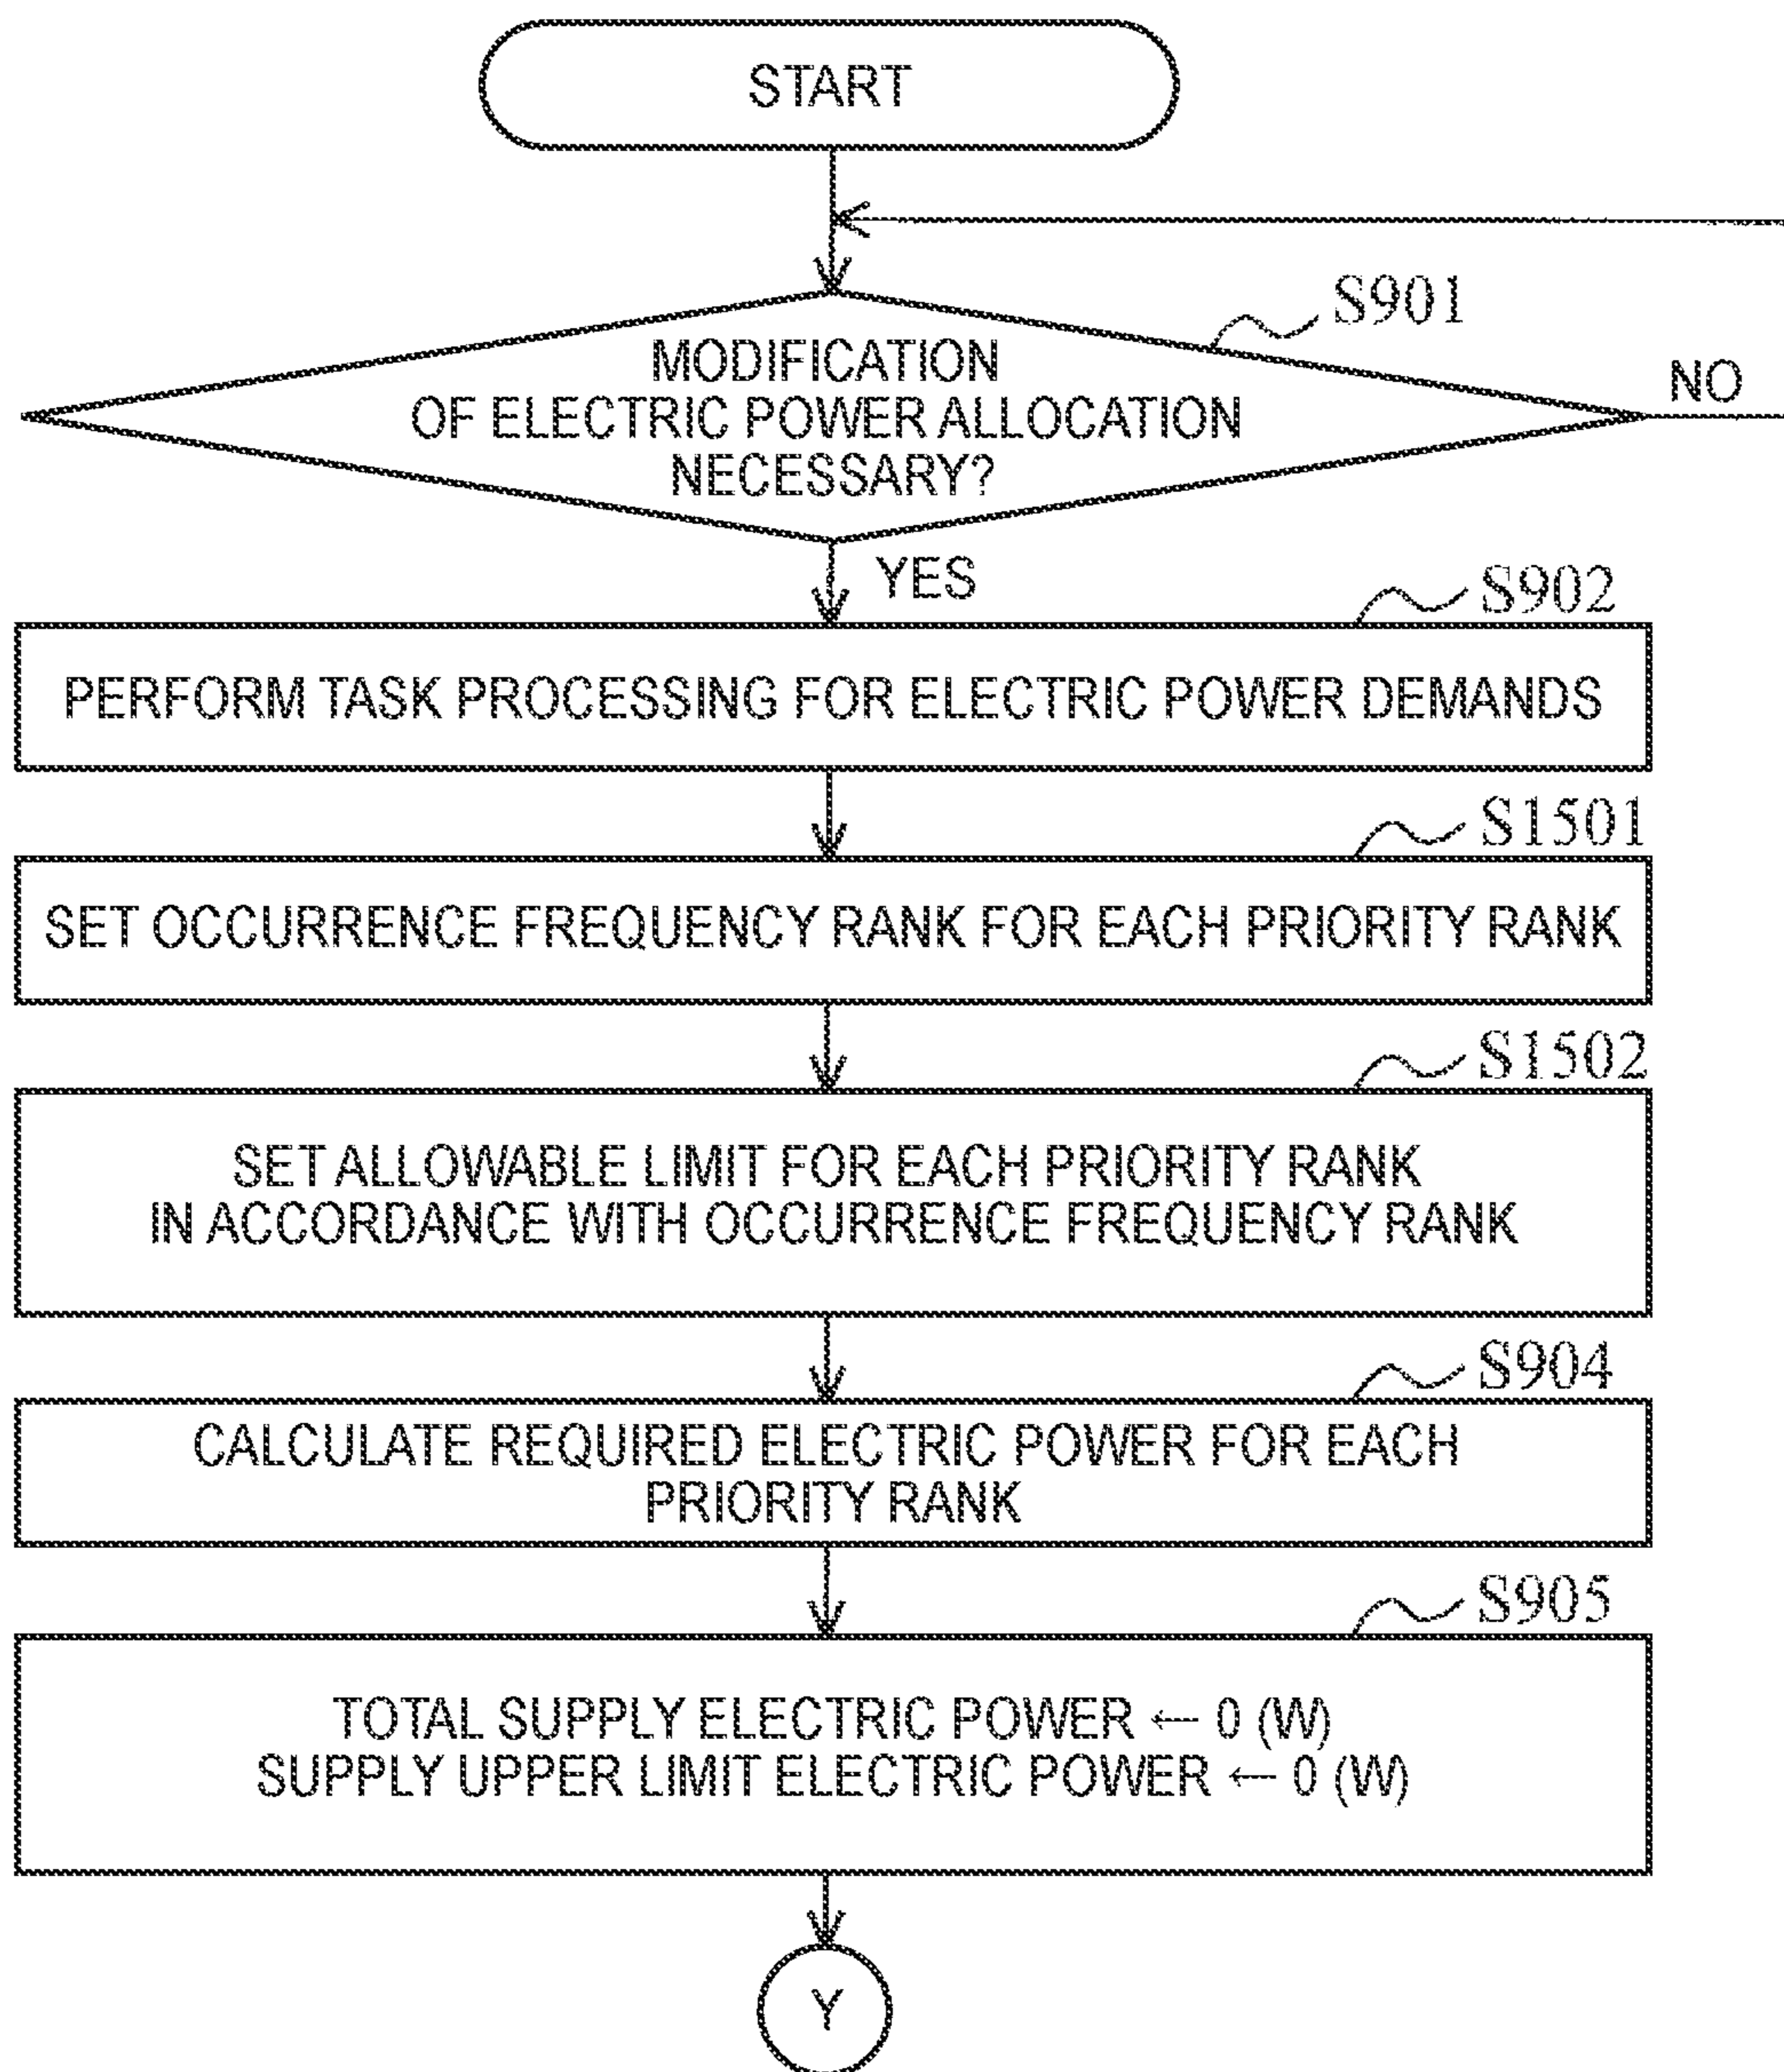 START
S901
MODIFICATION
OF ELECTRIC POWER ALLOCATION
NECESSARY?
NO
YES
S902
PERFORM TASK PROCESSING FOR ELECTRIC POWER DEMANDS
S1501
SET OCCURRENCE FREQUENCY RANK FOR EACH PRIORITY RANK
S1502
SET ALLOWABLE LIMIT FOR EACH PRIORITY RANK
IN ACCORDANCE WITH OCCURRENCE FREQUENCY RANK
S904
CALCULATE REQUIRED ELECTRIC POWER FOR EACH
PRIORITY RANK
S905
TOTAL SUPPLY ELECTRIC POWER ← 0 (W)
SUPPLY UPPER LIMIT ELECTRIC POWER ← 0 (W)
Y